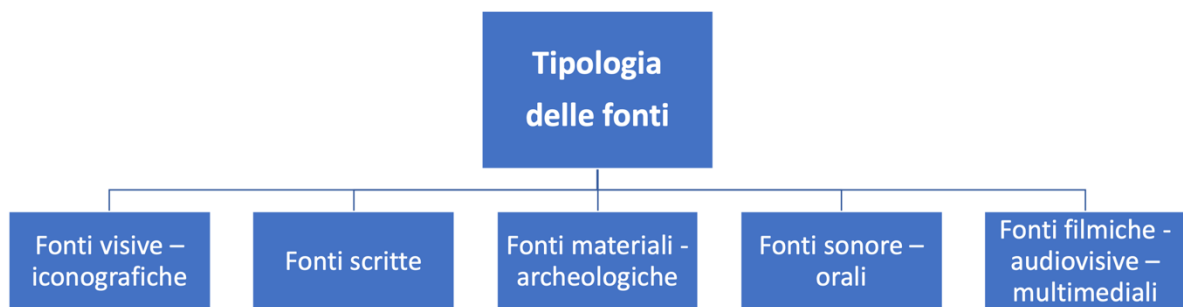 Tipologia
delle fonti
Fonti visive –
iconografiche
Fonti scritte
Fonti materiali -
archeologiche
Fonti sonore –
orali
Fonti filmiche -
audiovisive –
multimediali